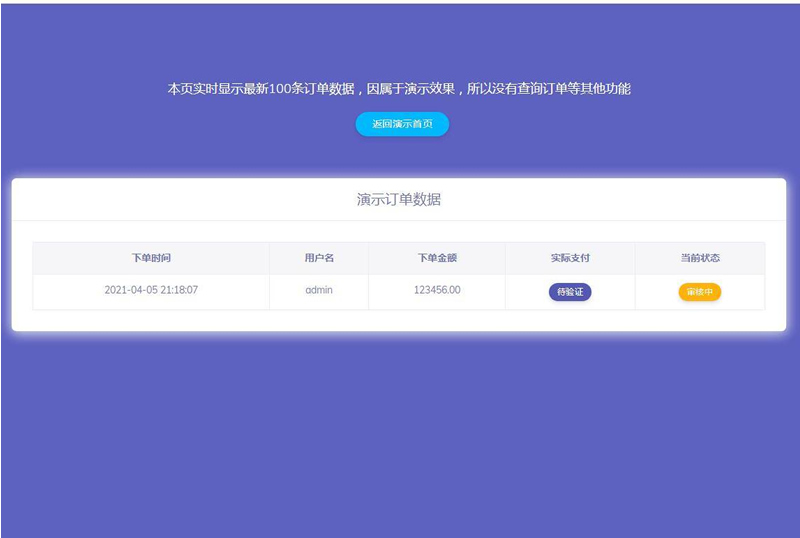 本页实时显示最新100条订单数据，因属于演示效果，所以没有查询订单等其他功能
返回演示首页
演示订单数据
下单时间 用户名 下单金额 实际支付 当前状态
2021-04-05 21:18:07 admin 123456.00 待验证 审核中